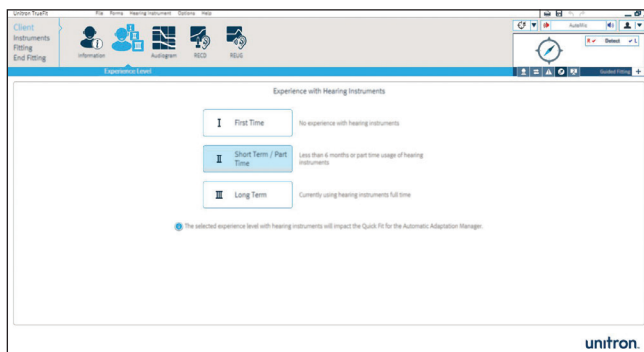 Unitron TrueFit File Forms Hearing Instrument Options Help
Client
Instruments
Fitting
End Fitting
Information
Audiogram
RECD
REUG
AutoMix
R Detect L
Experience Level
Guided Fitting
Experience with Hearing Instruments
I First Time No experience with hearing instruments
II Short Term / Part
Time
Less than 6 months or part time usage of hearing
instruments
III Long Term Currently using hearing instruments full time
The selected experience level with hearing instruments will impact the Quick Fit for the Automatic Adaptation Manager.
unitron.